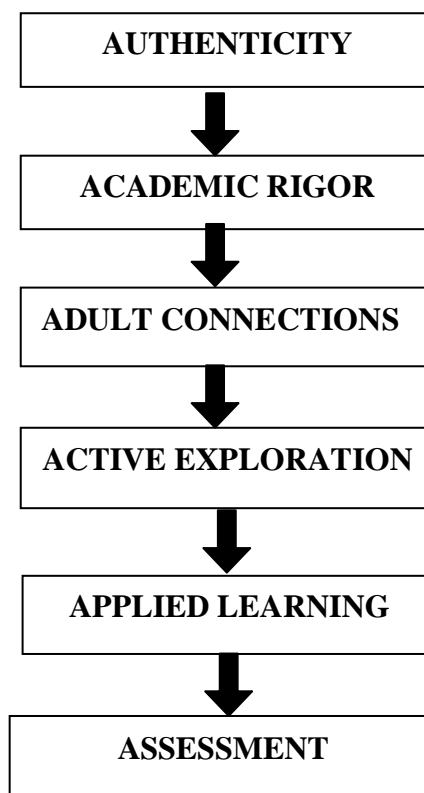 AUTHENTICITY
ACADEMIC RIGOR
ADULT CONNECTIONS
ACTIVE EXPLORATION
APPLIED LEARNING
ASSESSMENT